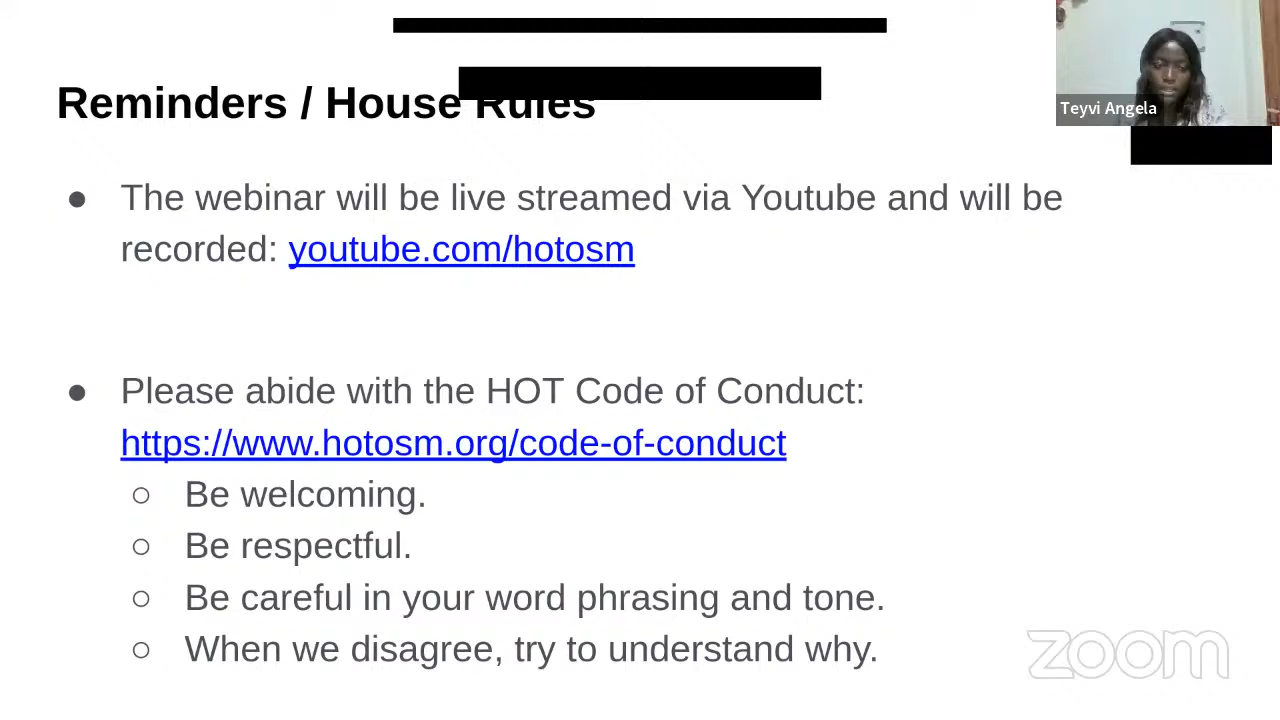 Reminders / House Rules
Teyvi Angela
● The webinar will be live streamed via Youtube and will be
recorded: youtube.com/hotosm
● Please abide with the HOT Code of Conduct:
https://www.hotosm.org/code-of-conduct
○ Be welcoming.
○ Be respectful.
○ Be careful in your word phrasing and tone.
○ When we disagree, try to understand why.
zoom